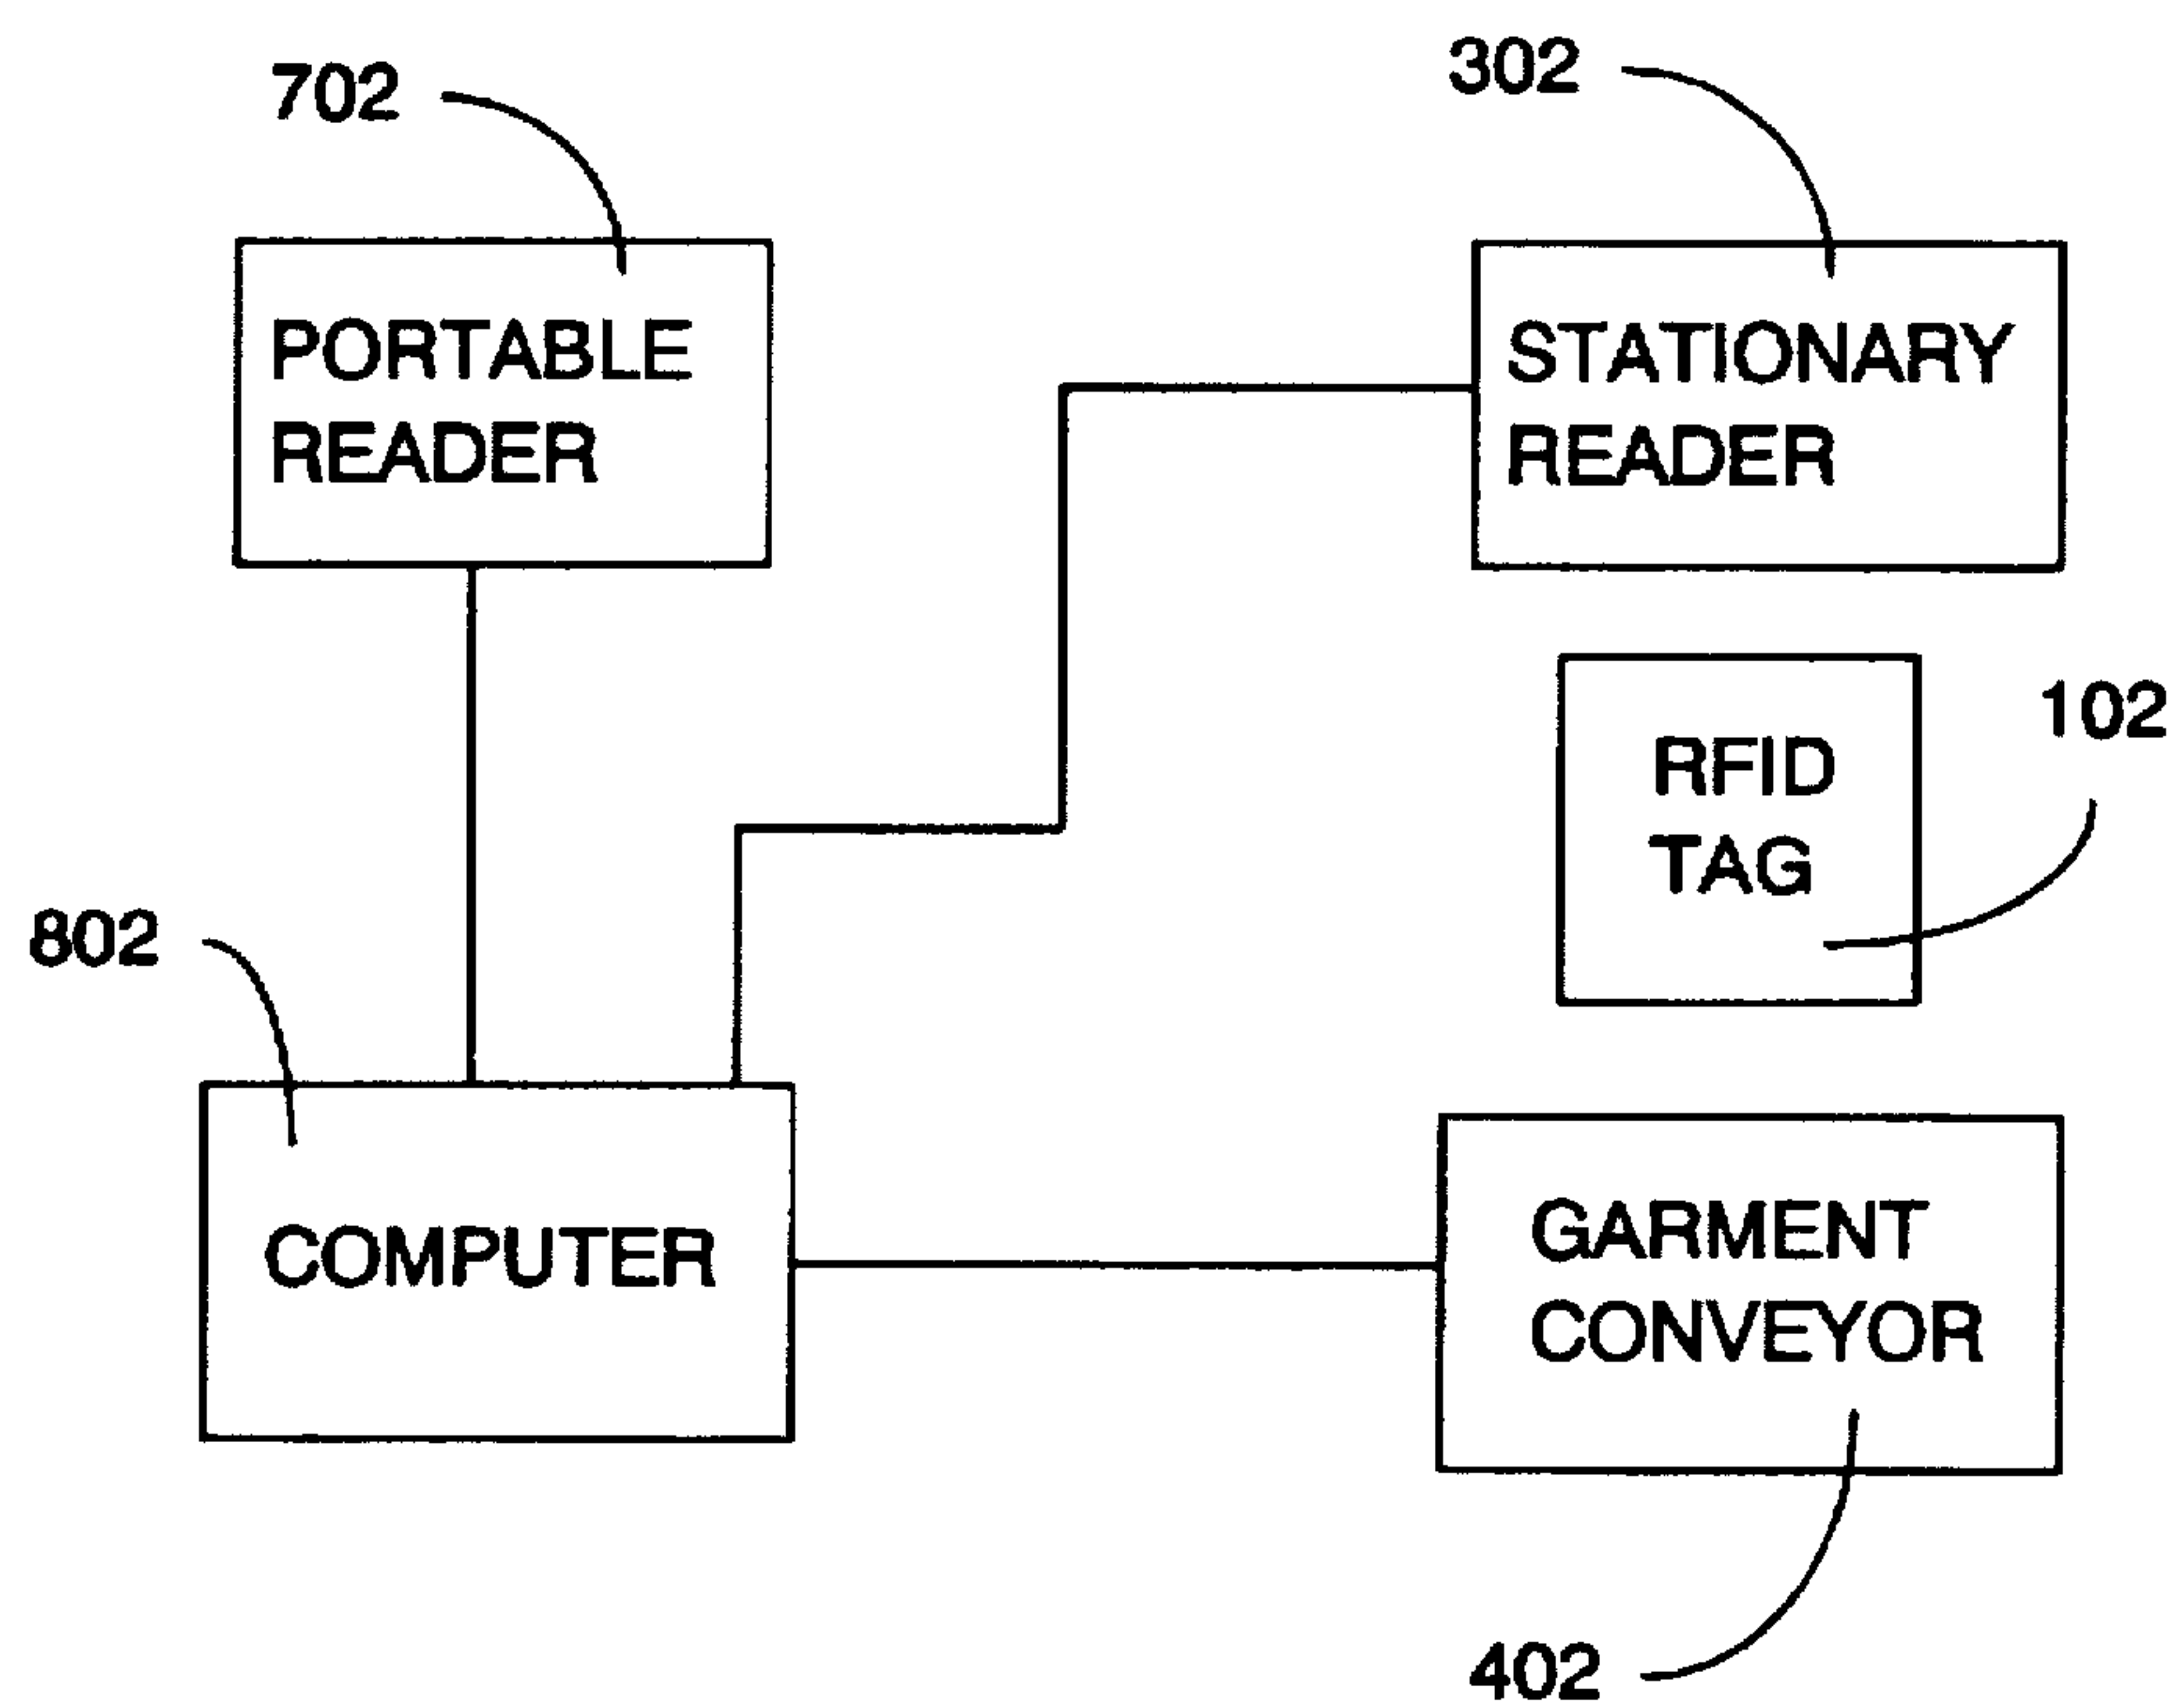 702
302
PORTABLE
READER
STATIONARY
READER
102
RFID
TAG
802
COMPUTER
GARMENT
CONVEYOR
402